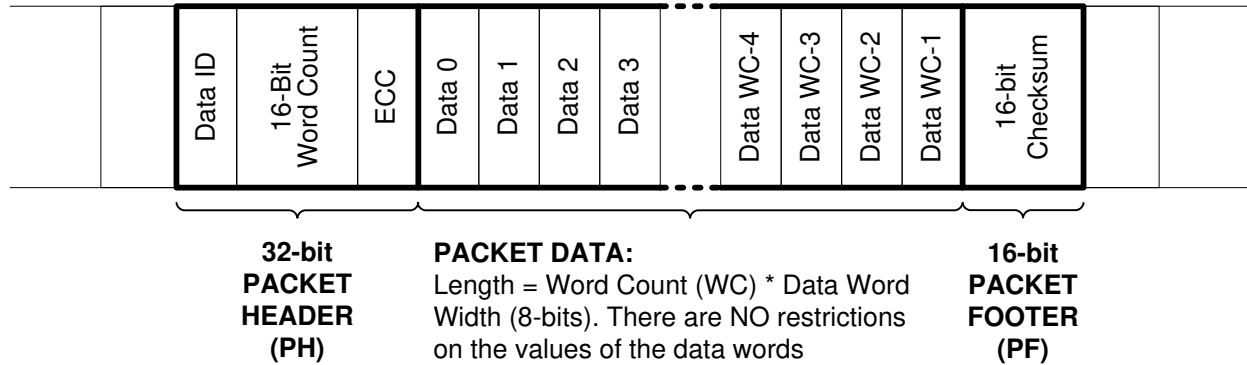 Data ID
16-Bit
Word Count
ECC
Data 0
Data 1
Data 2
Data 3
Data WC-4
Data WC-3
Data WC-2
Data WC-1
16-bit
Checksum
32-bit
PACKET
HEADER
(PH)
PACKET DATA:
Length = Word Count (WC) * Data Word
Width (8-bits). There are NO restrictions
on the values of the data words
16-bit
PACKET
FOOTER
(PF)